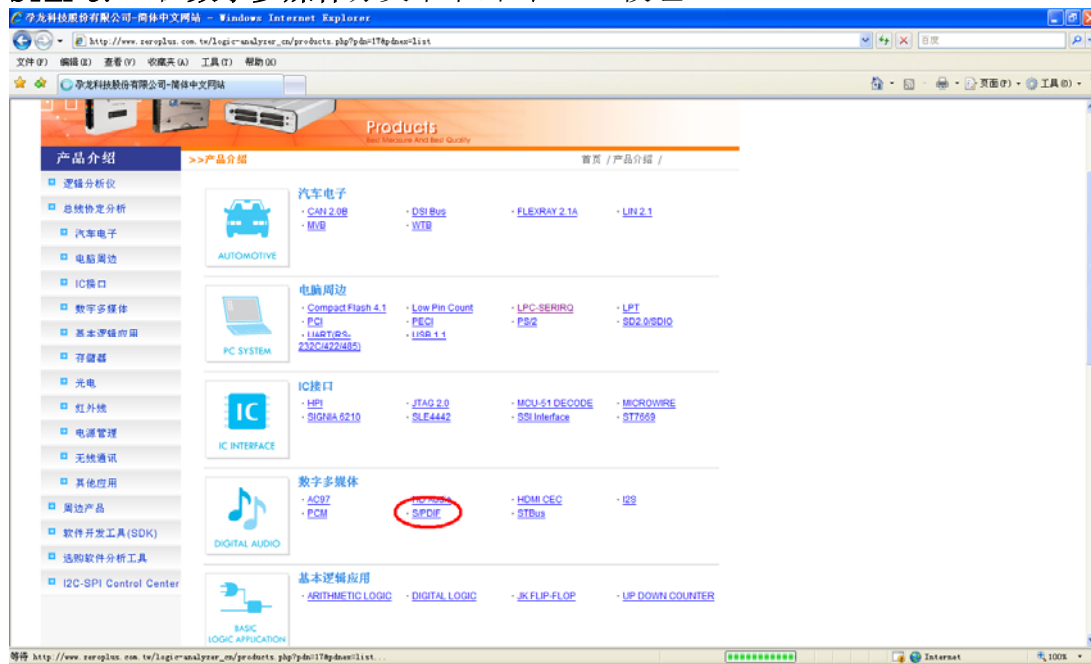 孕龙科技股份有限公司-简体中文网站 - Windows Internet Explorer
http://www.zeroplus.com.tw/logic-analyzer_cn/products.php?pdn=17&pdnex=list
百度
文件(F) 编辑(E) 查看(V) 收藏夹(A) 工具(T) 帮助(H)
孕龙科技股份有限公司-简体中文网站
页面(P) 工具(O)
Products
Best Measure And Best Quality
产品介绍
>>产品介绍
首页 / 产品介绍 /
逻辑分析仪
总线协定分析
汽车电子
电脑周边
IC接口
数字多媒体
基本逻辑应用
存储器
光电
红外线
电源管理
无线通讯
其他应用
周边产品
软件开发工具(SDK)
选购软件分析工具
I2C-SPI Control Center
AUTOMOTIVE
汽车电子
· CAN 2.0B · DSI Bus · FLEXRAY 2.1A · LIN 2.1
· MVB · WTB
PC SYSTEM
电脑周边
· Compact Flash 4.1 · Low Pin Count · LPC-SERIRQ · LPT
· PCI · PECI · PS/2 · SD2.0/SDIO
· UART(RS-232C/422/485) · USB 1.1
IC
IC INTERFACE
IC接口
· HPI · JTAG 2.0 · MCU-51 DECODE · MICROWIRE
· SIGNIA 6210 · SLE4442 · SSI Interface · ST7669
DIGITAL AUDIO
数字多媒体
· AC97 · HD Audio · HDMI CEC · I2S
· PCM · S/PDIF · STBus
BASIC
LOGIC APPLICATION
基本逻辑应用
· ARITHMETIC LOGIC · DIGITAL LOGIC · JK FLIP-FLOP · UP DOWN COUNTER
等待 http://www.zeroplus.com.tw/logic-analyzer_cn/products.php?pdn=17&pdnex=list...
Internet
100%